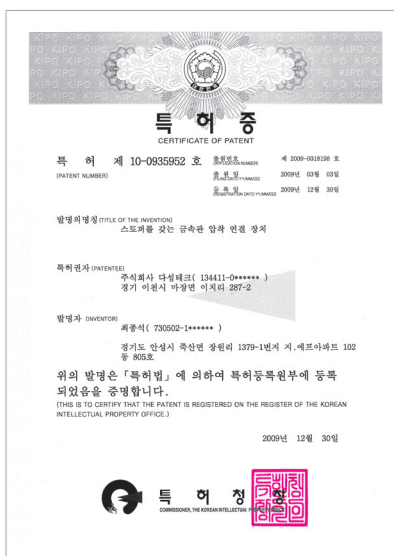 KIPO KIPO KIPO KIPO KIPO KIPO
특허증
CERTIFICATE OF PATENT
특 허 제 10-0935952 호
(PATENT NUMBER)
출원번호 제 2009-0018198 호
(APPLICATION NUMBER)
출 원 일 2009년 03월 03일
(FILING DATE:YY/MM/DD)
등 록 일 2009년 12월 30일
(REGISTRATION DATE:YY/MM/DD)
발명의명칭 (TITLE OF THE INVENTION)
스토퍼를 갖는 금속관 압착 연결 장치
특허권자 (PATENTEE)
주식회사 다성테크( 134411-0****** )
경기 이천시 마장면 이치리 287-2
발명자 (INVENTOR)
최종석( 730502-1****** )
경기도 안성시 죽산면 장원리 1379-1번지 지.에프아파트 102
동 805호
위의 발명은 「특허법」에 의하여 특허등록원부에 등록
되었음을 증명합니다.
(THIS IS TO CERTIFY THAT THE PATENT IS REGISTERED ON THE REGISTER OF THE KOREAN
INTELLECTUAL PROPERTY OFFICE.)
2009년 12월 30일
특 허 청 장
COMMISSIONER, THE KOREAN INTELLECTUAL PROPERTY OFFICE